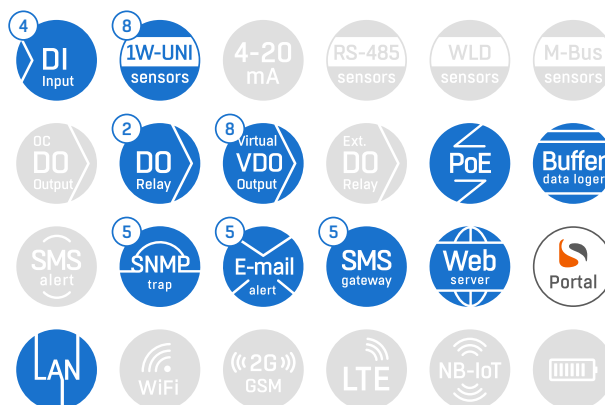 4
DI
Input
8
1W-UNI
sensors
4-20
mA
RS-485
sensors
WLD
sensors
M-Bus
sensors
OC
DO
Output
2
DO
Relay
8
Virtual
VDO
Output
Ext.
DO
Relay
PoE
Buffer
data loger
SMS
alert
5
SNMP
trap
5
E-mail
alert
5
SMS
gateway
Web
server
Portal
LAN
WiFi
2G
GSM
LTE
NB-IoT